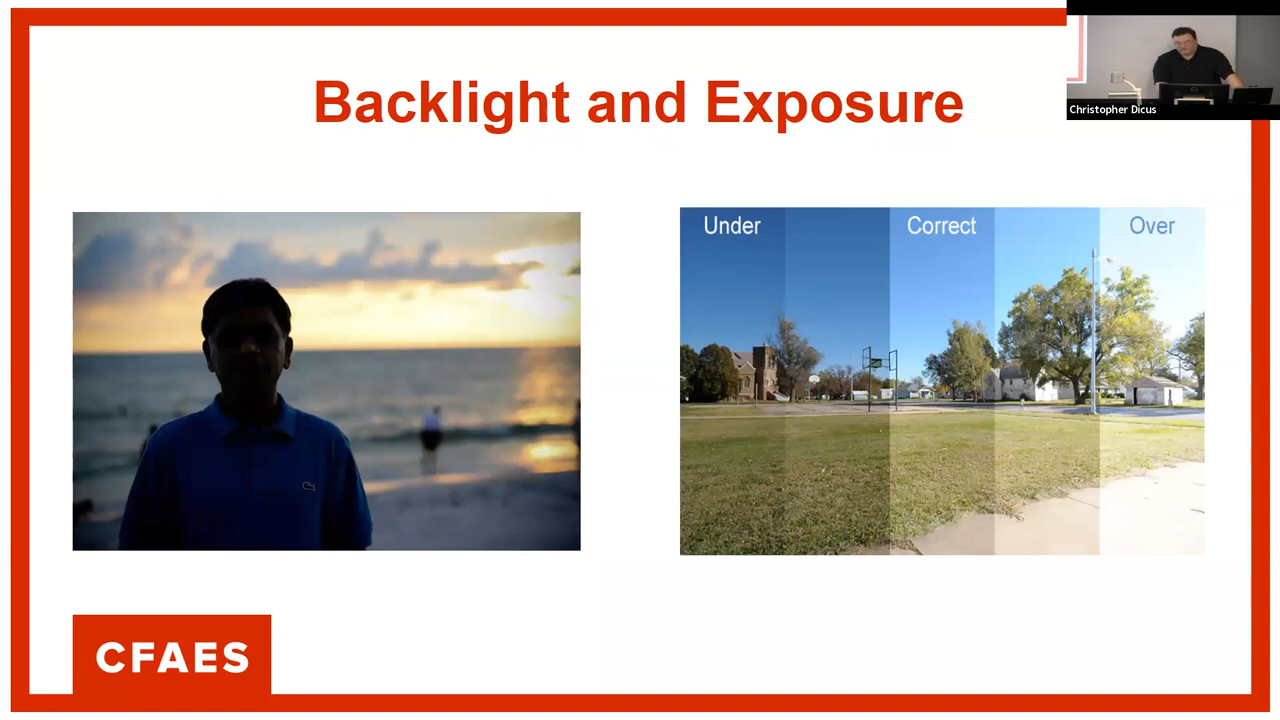 Backlight and Exposure
Christopher Dicus
Under
Correct
Over
CFAES